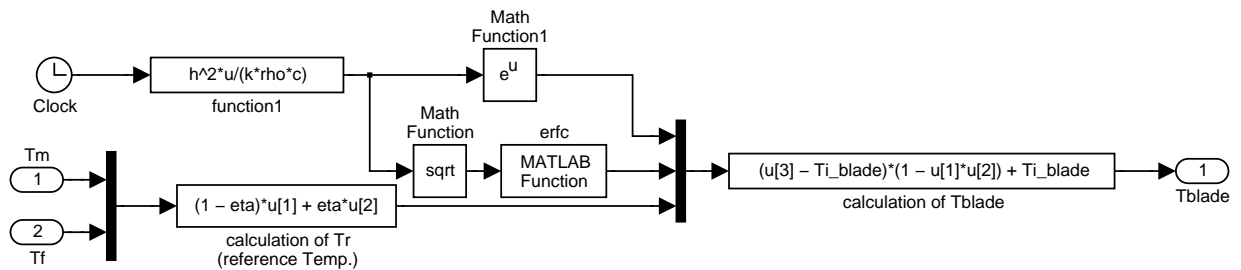 Math
Function1
h^2*u/(k*rho*c)
e^u
Clock
function1
Math
Function
erfc
Tm
sqrt
MATLAB
Function
(u[3] − Ti_blade)*(1 − u[1]*u[2]) + Ti_blade
1
1
(1 − eta)*u[1] + eta*u[2]
calculation of Tblade
Tblade
2
calculation of Tr
(reference Temp.)
Tf